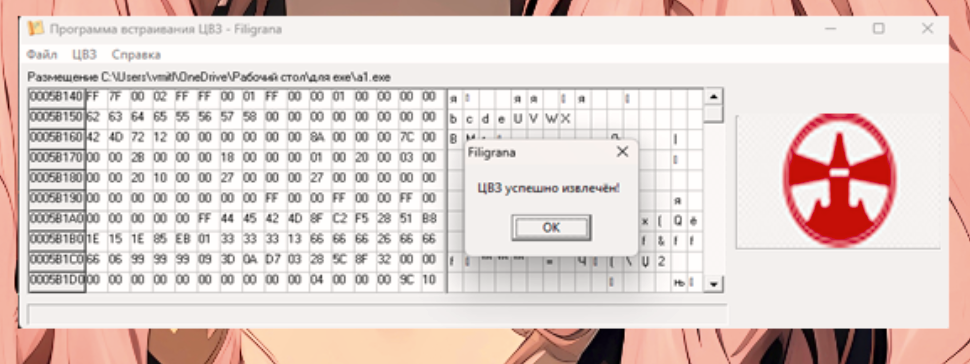 Программа встраивания ЦВЗ - Filigrana
Файл ЦВЗ Справка
Размещение C:\Users\vmitl\OneDrive\Рабочий стол\для exe\a1.exe
0005B140 FF 7F 00 02 FF FF 00 01 FF 00 00 01 00 00 00 00 я я я я
0005B150 62 63 64 65 55 56 57 58 00 00 00 00 00 00 00 00 b c d e U V W X
0005B160 42 4D 72 12 00 00 00 00 00 00 8A 00 00 00 7C 00 B M r |
0005B170 00 00 2B 00 00 00 18 00 00 00 01 00 20 00 03 00
0005B180 00 00 20 10 00 00 27 00 00 00 27 00 00 00 00 00
0005B190 00 00 00 00 00 00 00 00 FF 00 00 FF 00 00 FF 00 я
0005B1A0 00 00 00 00 00 FF 44 45 42 4D 8F C2 F5 28 51 B8 х ( Q ё
0005B1B0 1E 15 1E 85 EB 01 33 33 33 13 66 66 66 26 66 66 f & f f
0005B1C0 66 06 99 99 99 09 3D 0A D7 03 28 5C 8F 32 00 00 f ™ ™ ™ = Ч ( \ Џ 2
0005B1D0 00 00 00 00 00 00 00 00 00 00 04 00 00 00 9C 10 њ
Filigrana
ЦВЗ успешно извлечён!
OK